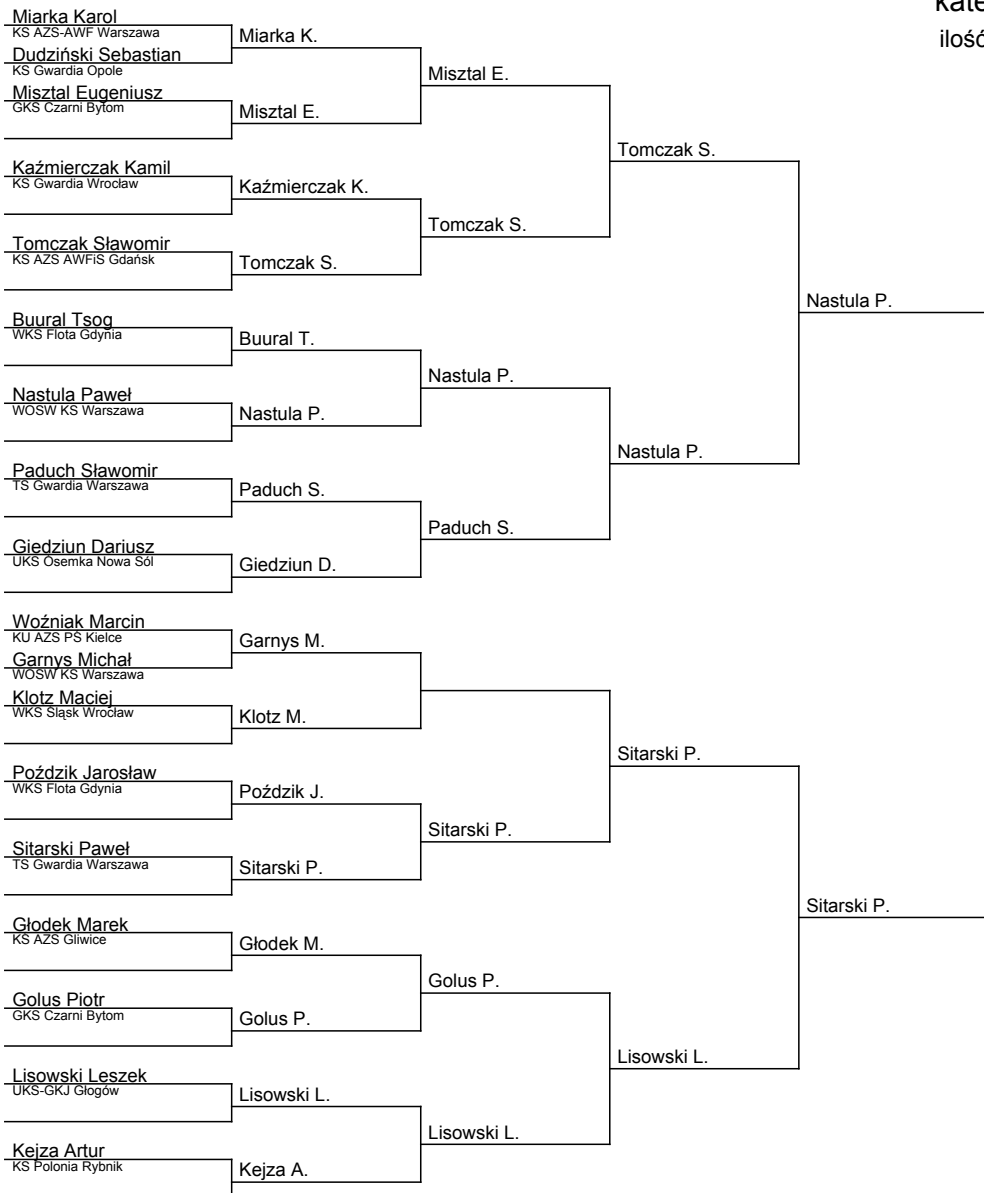 Miarka Karol
KS AZS-AWF Warszawa
Dudziński Sebastian
KS Gwardia Opole
Misztal Eugeniusz
GKS Czarni Bytom
Kaźmierczak Kamil
KS Gwardia Wrocław
Tomczak Sławomir
KS AZS AWFiS Gdańsk
Buural Tsog
WKS Flota Gdynia
Nastula Paweł
WOSW KS Warszawa
Paduch Sławomir
TS Gwardia Warszawa
Giedziun Dariusz
UKS Ósemka Nowa Sól
Woźniak Marcin
KU AZS PŚ Kielce
Garnys Michał
WOSW KS Warszawa
Klotz Maciej
WKS Śląsk Wrocław
Poździk Jarosław
WKS Flota Gdynia
Sitarski Paweł
TS Gwardia Warszawa
Głodek Marek
KS AZS Gliwice
Golus Piotr
GKS Czarni Bytom
Lisowski Leszek
UKS-GKJ Głogów
Kejza Artur
KS Polonia Rybnik
Miarka K.
Misztal E.
Kaźmierczak K.
Tomczak S.
Buural T.
Nastula P.
Paduch S.
Giedziun D.
Garnys M.
Klotz M.
Poździk J.
Sitarski P.
Głodek M.
Golus P.
Lisowski L.
Kejza A.
Misztal E.
Tomczak S.
Nastula P.
Paduch S.
Sitarski P.
Golus P.
Lisowski L.
Tomczak S.
Nastula P.
Sitarski P.
Lisowski L.
Nastula P.
Sitarski P.
kate
ilość